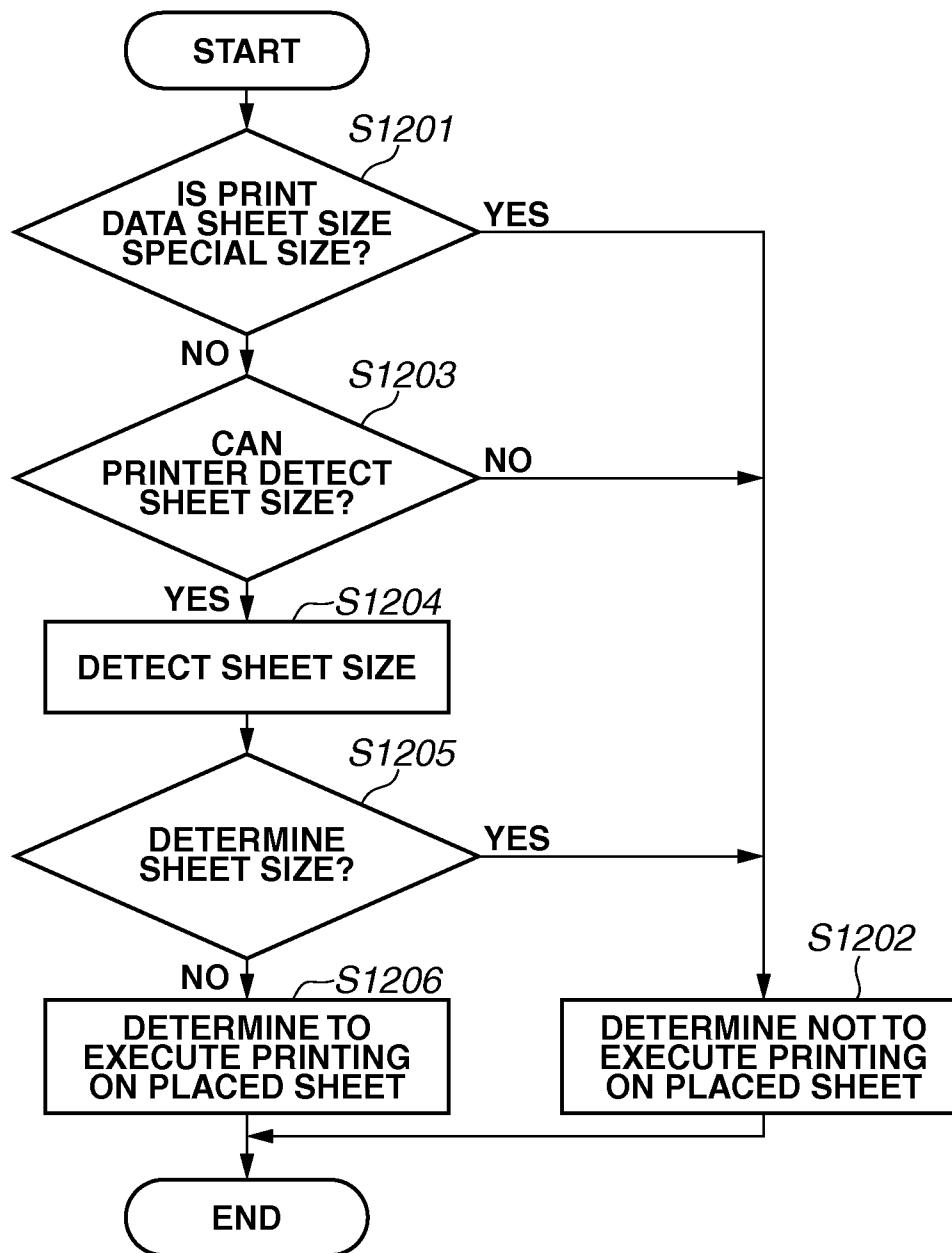 START
S1201
IS PRINT
DATA SHEET SIZE
SPECIAL SIZE?
YES
NO
S1203
CAN
PRINTER DETECT
SHEET SIZE?
NO
YES
S1204
DETECT SHEET SIZE
S1205
DETERMINE
SHEET SIZE?
YES
NO
S1206
DETERMINE TO
EXECUTE PRINTING
ON PLACED SHEET
S1202
DETERMINE NOT TO
EXECUTE PRINTING
ON PLACED SHEET
END